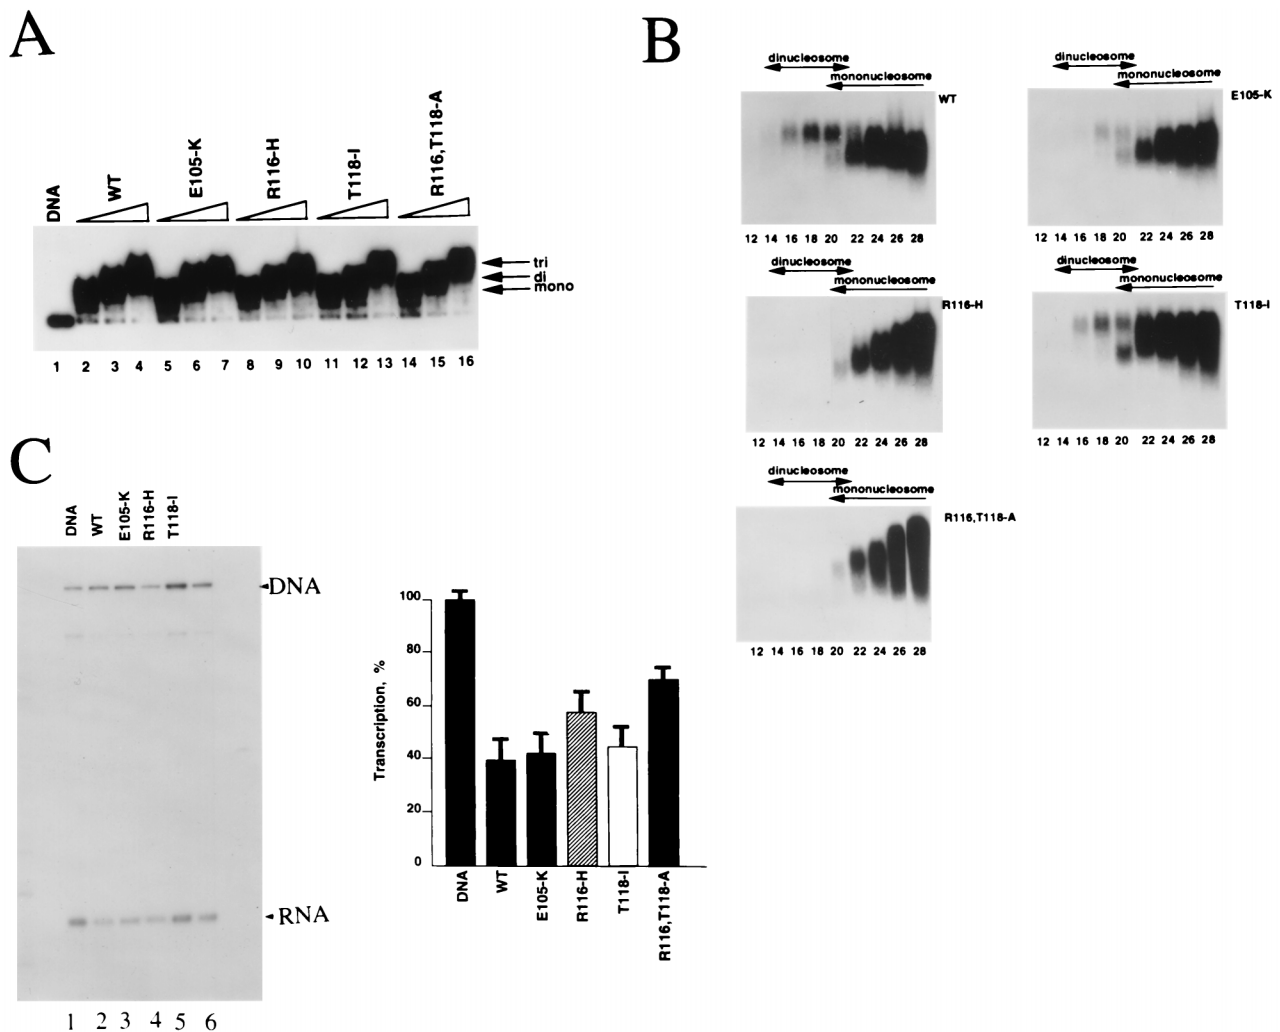 A
DNA
WT
E105-K
R116-H
T118-I
R116,T118-A
tri
di
mono
1 2 3 4 5 6 7 8 9 10 11 12 13 14 15 16
B
dinucleosome
mononucleosome
WT
12 14 16 18 20 22 24 26 28
dinucleosome
mononucleosome
E105-K
12 14 16 18 20 22 24 26 28
dinucleosome
mononucleosome
R116-H
12 14 16 18 20 22 24 26 28
dinucleosome
mononucleosome
T118-I
12 14 16 18 20 22 24 26 28
dinucleosome
mononucleosome
R116,T118-A
12 14 16 18 20 22 24 26 28
C
DNA
WT
E105-K
R116-H
T118-I
DNA
RNA
1 2 3 4 5 6
Transcription, %
100
80
60
40
20
0
DNA
WT
E105-K
R116-H
T118-I
R116,T118-A